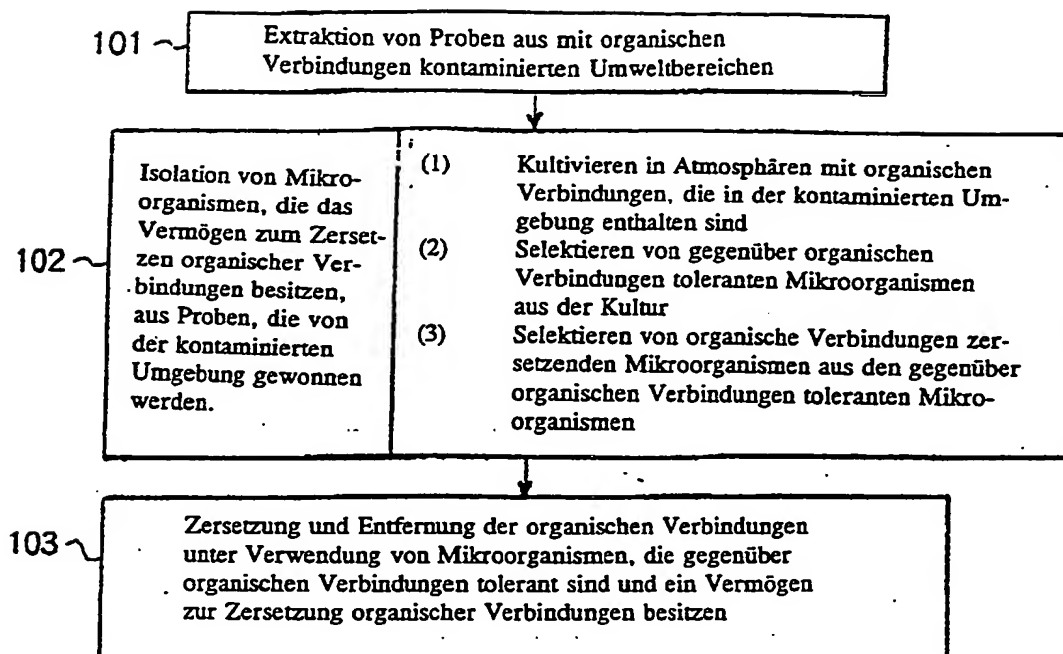 101
Extraktion von Proben aus mit organischen
Verbindungen kontaminierten Umweltbereichen
102
Isolation von Mikro-
organismen, die das
Vermögen zum Zerset-
zen organischer Ver-
bindungen besitzen,
aus Proben, die von
der kontaminierten
Umgebung gewonnen
werden.
(1) Kultivieren in Atmosphären mit organischen
Verbindungen, die in der kontaminierten Um-
gebung enthalten sind
(2) Selektieren von gegenüber organischen
Verbindungen toleranten Mikroorganismen
aus der Kultur
(3) Selektieren von organische Verbindungen zer-
setzenden Mikroorganismen aus den gegenüber
organischen Verbindungen toleranten Mikro-
organismen
103
Zersetzung und Entfernung der organischen Verbindungen
unter Verwendung von Mikroorganismen, die gegenüber
organischen Verbindungen tolerant sind und ein Vermögen
zur Zersetzung organischer Verbindungen besitzen